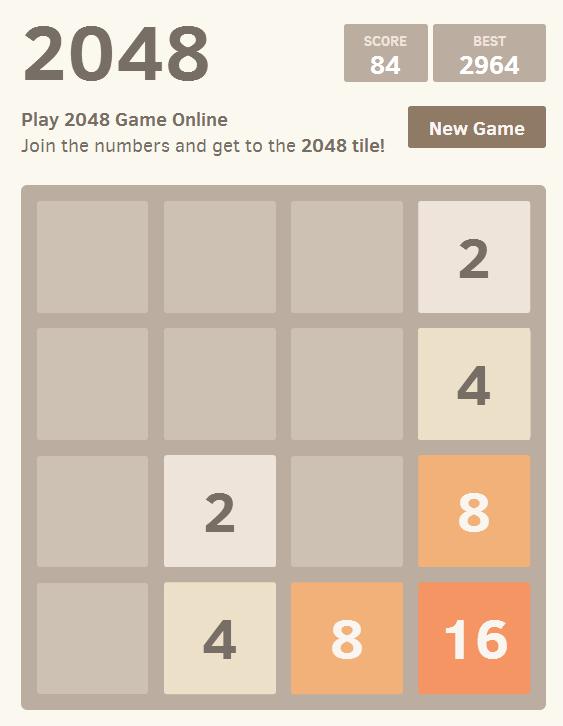 2048
SCORE
84
BEST
2964
Play 2048 Game Online
Join the numbers and get to the 2048 tile!
New Game
2
4
2
8
4
8
16